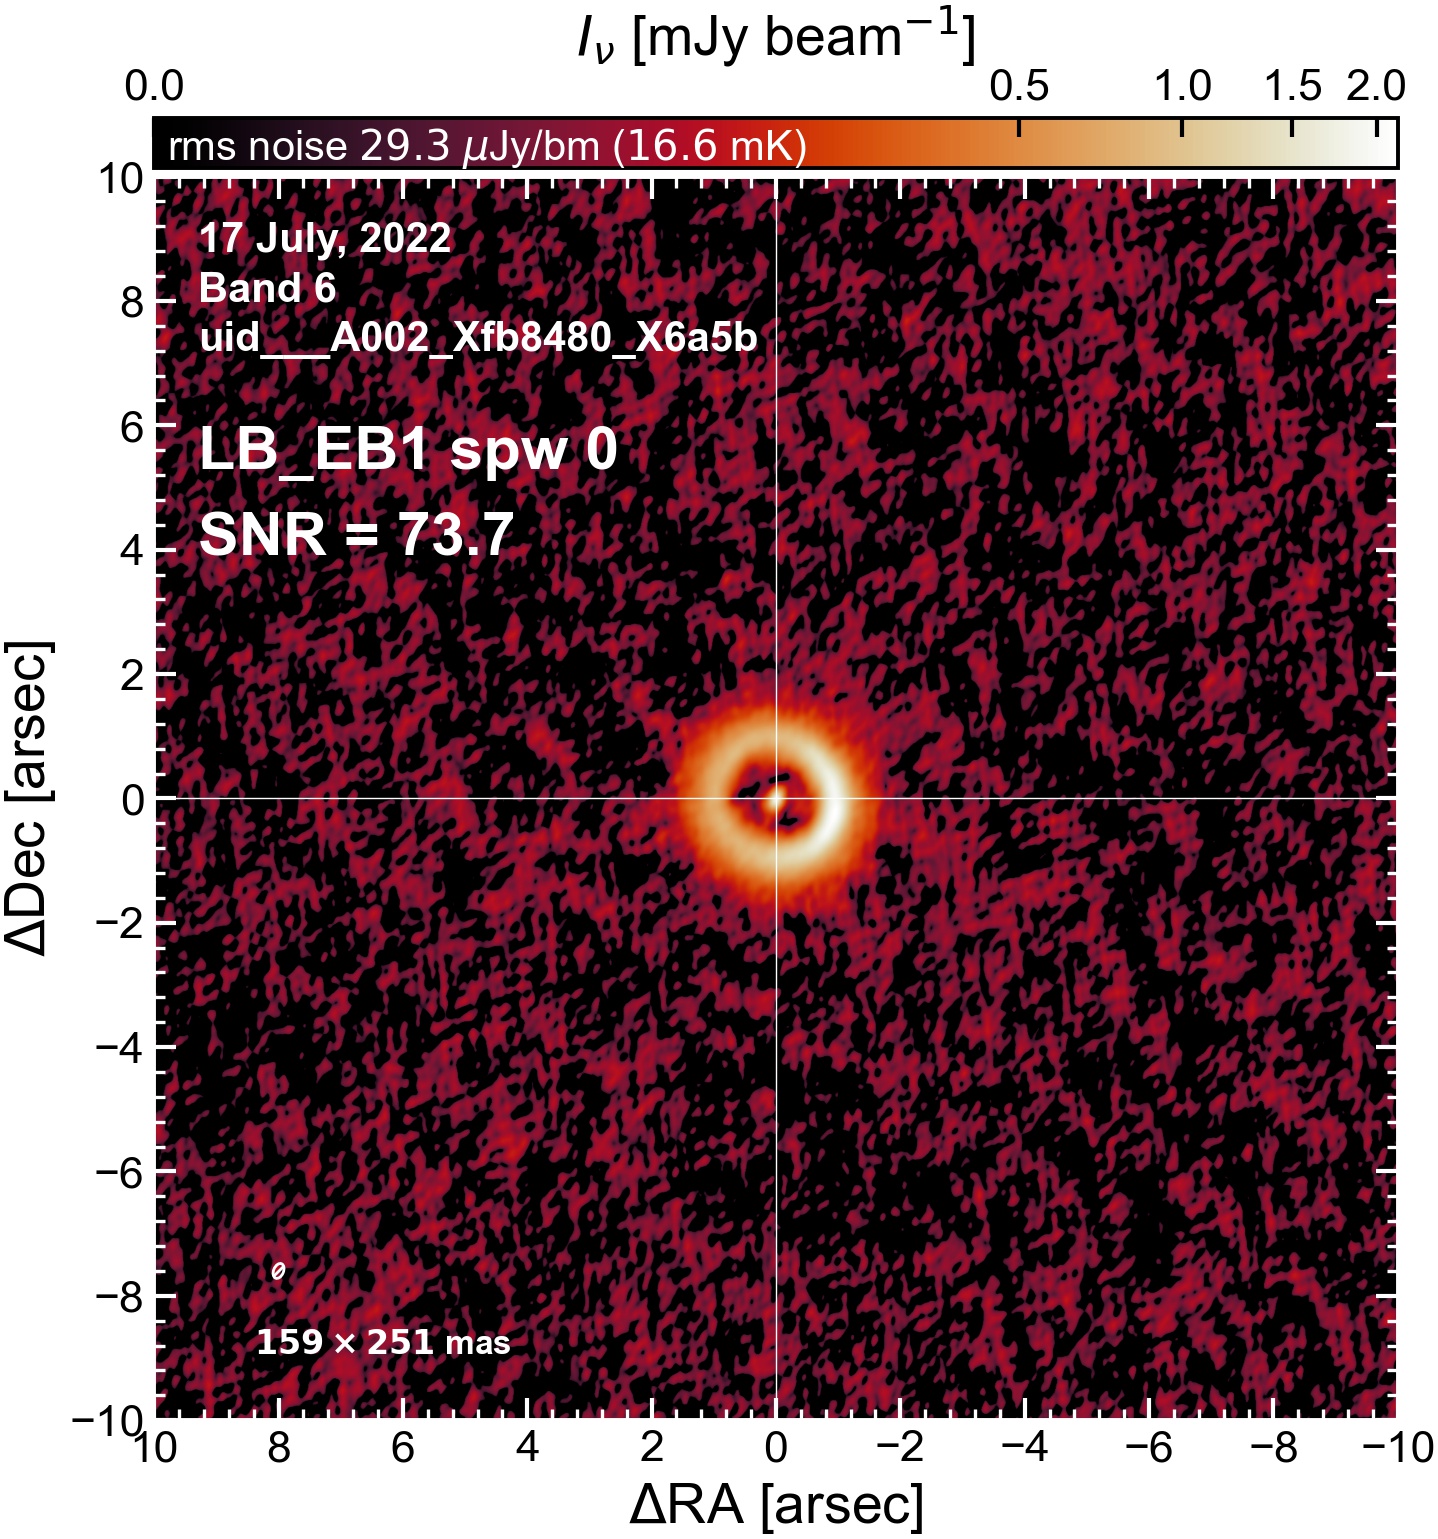 I_ν [mJy beam⁻¹]
0.0 0.5 1.0 1.5 2.0
rms noise 29.3 μJy/bm (16.6 mK)
17 July, 2022
Band 6
uid___A002_Xfb8480_X6a5b
LB_EB1 spw 0
SNR = 73.7
159 × 251 mas
ΔDec [arsec]
10
8
6
4
2
0
−2
−4
−6
−8
−10
10 8 6 4 2 0 −2 −4 −6 −8 −10
ΔRA [arsec]